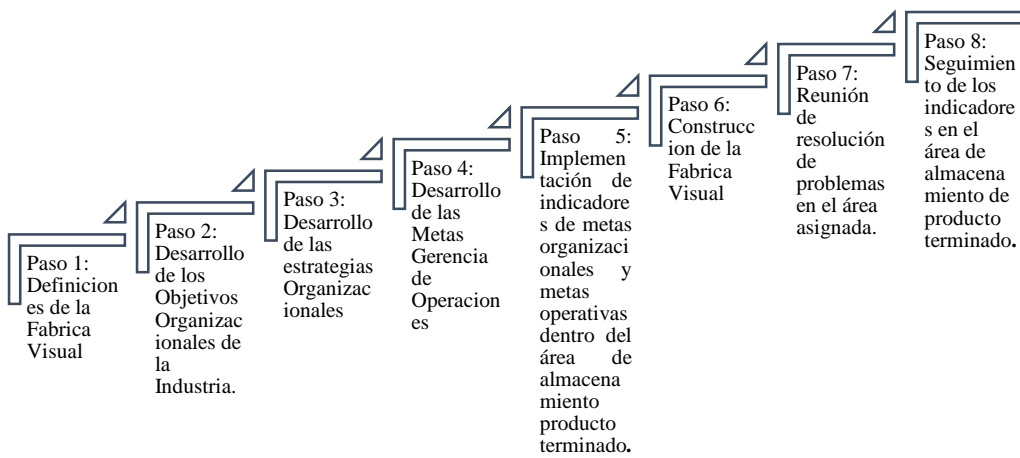 Paso 1:
Definicion
es de la
Fabrica
Visual
Paso 2:
Desarrollo
de los
Objetivos
Organizac
ionales de
la
Industria.
Paso 3:
Desarrollo
de las
estrategias
Organizac
ionales
Paso 4:
Desarrollo
de las
Metas
Gerencia
de
Operacion
es
Paso 5:
Implemen
tación de
indicadore
s de metas
organizaci
onales y
metas
operativas
dentro del
área de
almacena
miento
producto
terminado.
Paso 6:
Construcc
ion de la
Fabrica
Visual
Paso 7:
Reunión
de
resolución
de
problemas
en el área
asignada.
Paso 8:
Seguimien
to de los
indicadore
s en el
área de
almacena
miento de
producto
terminado.